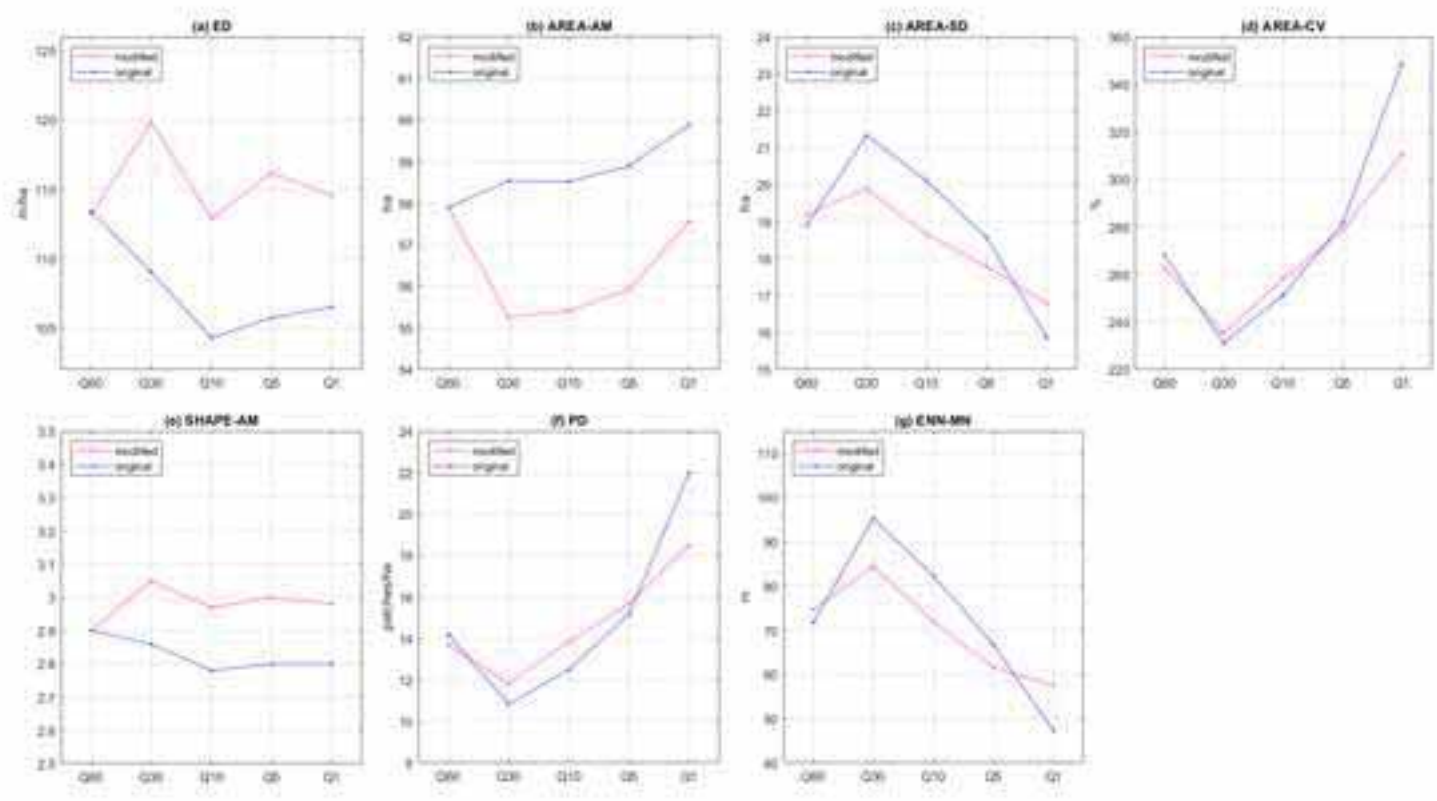 (a) ED
(b) AREA-AM
(c) AREA-SD
(d) AREA-CV
125
120
115
110
105
m/ha
modified
original
Q60 Q30 Q10 Q5 Q1
62
61
60
59
58
57
56
55
54
ha
modified
original
Q60 Q30 Q10 Q5 Q1
24
23
22
21
20
19
18
17
16
15
ha
modified
original
Q60 Q30 Q10 Q5 Q1
360
340
320
300
280
260
240
220
%
modified
original
Q60 Q30 Q10 Q5 Q1
(e) SHAPE-AM
(f) PD
(g) ENN-MN
3.5
3.4
3.3
3.2
3.1
3
2.9
2.8
2.7
2.6
2.5
modified
original
Q60 Q30 Q10 Q5 Q1
24
22
20
18
16
14
12
10
8
patches/ha
modified
original
Q60 Q30 Q10 Q5 Q1
110
100
90
80
70
60
50
40
m
modified
original
Q60 Q30 Q10 Q5 Q1